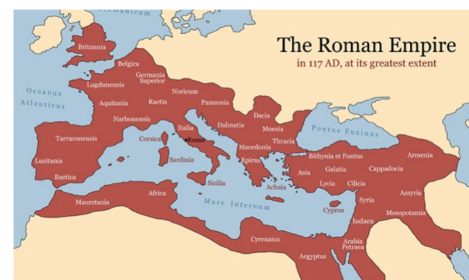 Germanicum
The Roman Empire
in 117 AD, at its greatest extent
Britannia
Belgica
Germania
Superior
Oceanus
Atlanticus
Lugdunensis
Noricum
Aquitania
Raetia
Pannonia
Dacia
Narbonensis
Italia
Dalmatia
Moesia
Pontus Euxinus
Tarraconensis
Corsica
Roma
Thracia
Macedonia
Bithynia et Pontus
Armenia
Lusitania
Sardinia
Epirus
Asia
Galatia
Cappadocia
Baetica
Sicilia
Achaia
Lycia
Cilicia
Assyria
Mauretania
Africa
Mare Internum
Cyprus
Syria
Mesopotamia
Iudaea
Cyrenaica
Arabia
Petraea
Aegyptus